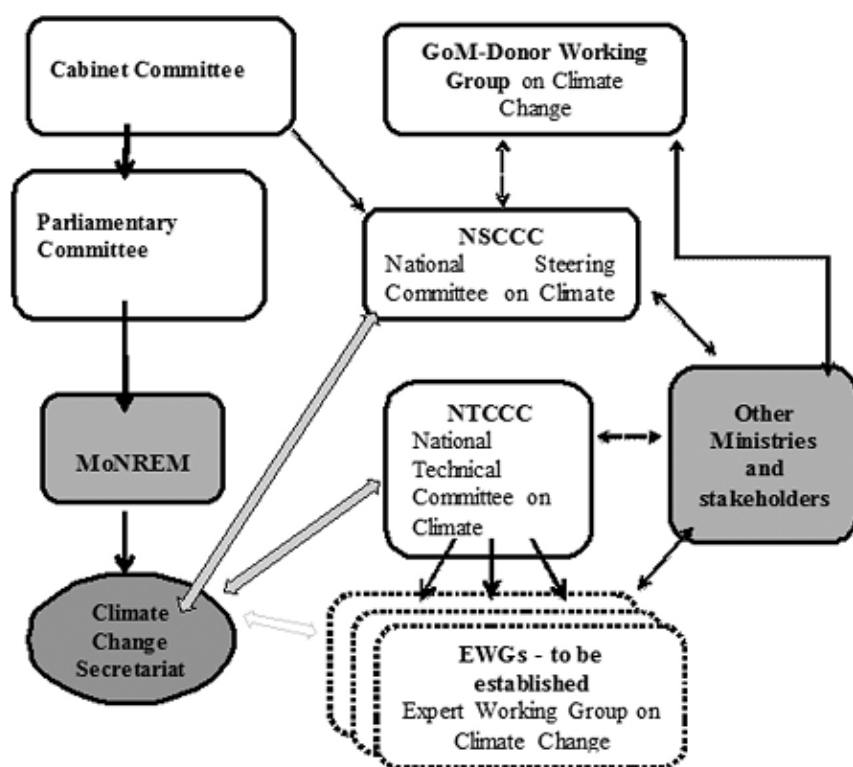 Cabinet Committee
GoM-Donor Working
Group on Climate
Change
Parliamentary
Committee
NSCCC
National Steering
Committee on Climate
MoNREM
NTCCC
National
Technical
Committee on
Climate
Other
Ministries
and
stakeholders
Climate
Change
Secretariat
EWGs - to be
established
Expert Working Group on
Climate Change